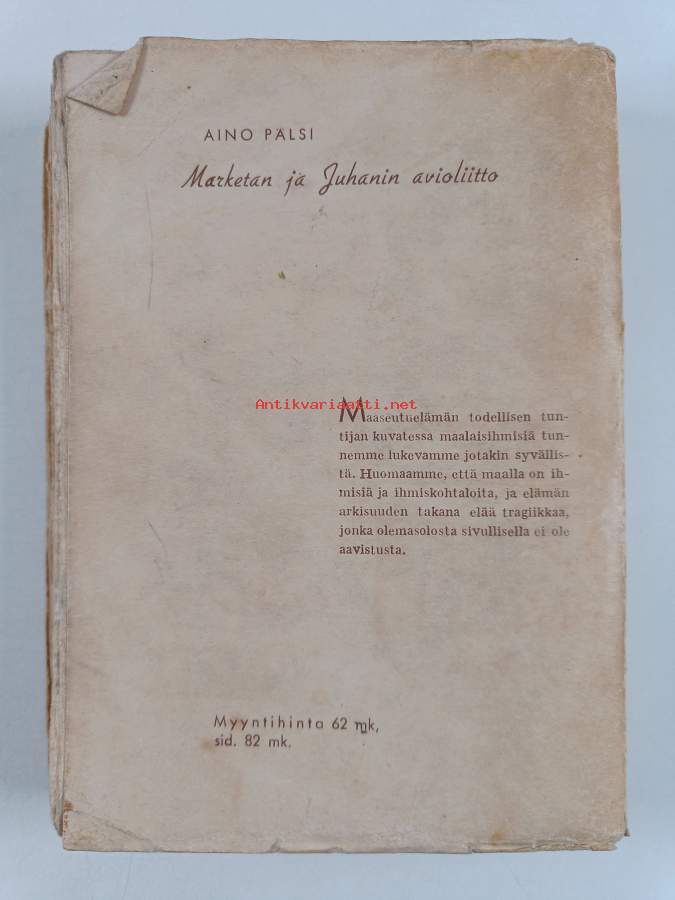 AINO PÄLSI
Marketan ja Juhanin avioliitto
Antikvariaatti.net
Maaseutuelämän todellisen tun-
tijan kuvatessa maalaisihmisiä tun-
nemme lukevamme jotakin syvällis-
tä. Huomaamme, että maalla on ih-
misiä ja ihmiskohtaloita, ja elämän
arkisuuden takana elää tragiikkaa,
jonka olemasolosta sivullisella ei ole
aavistusta.
Myyntihinta 62 mk,
sid. 82 mk.